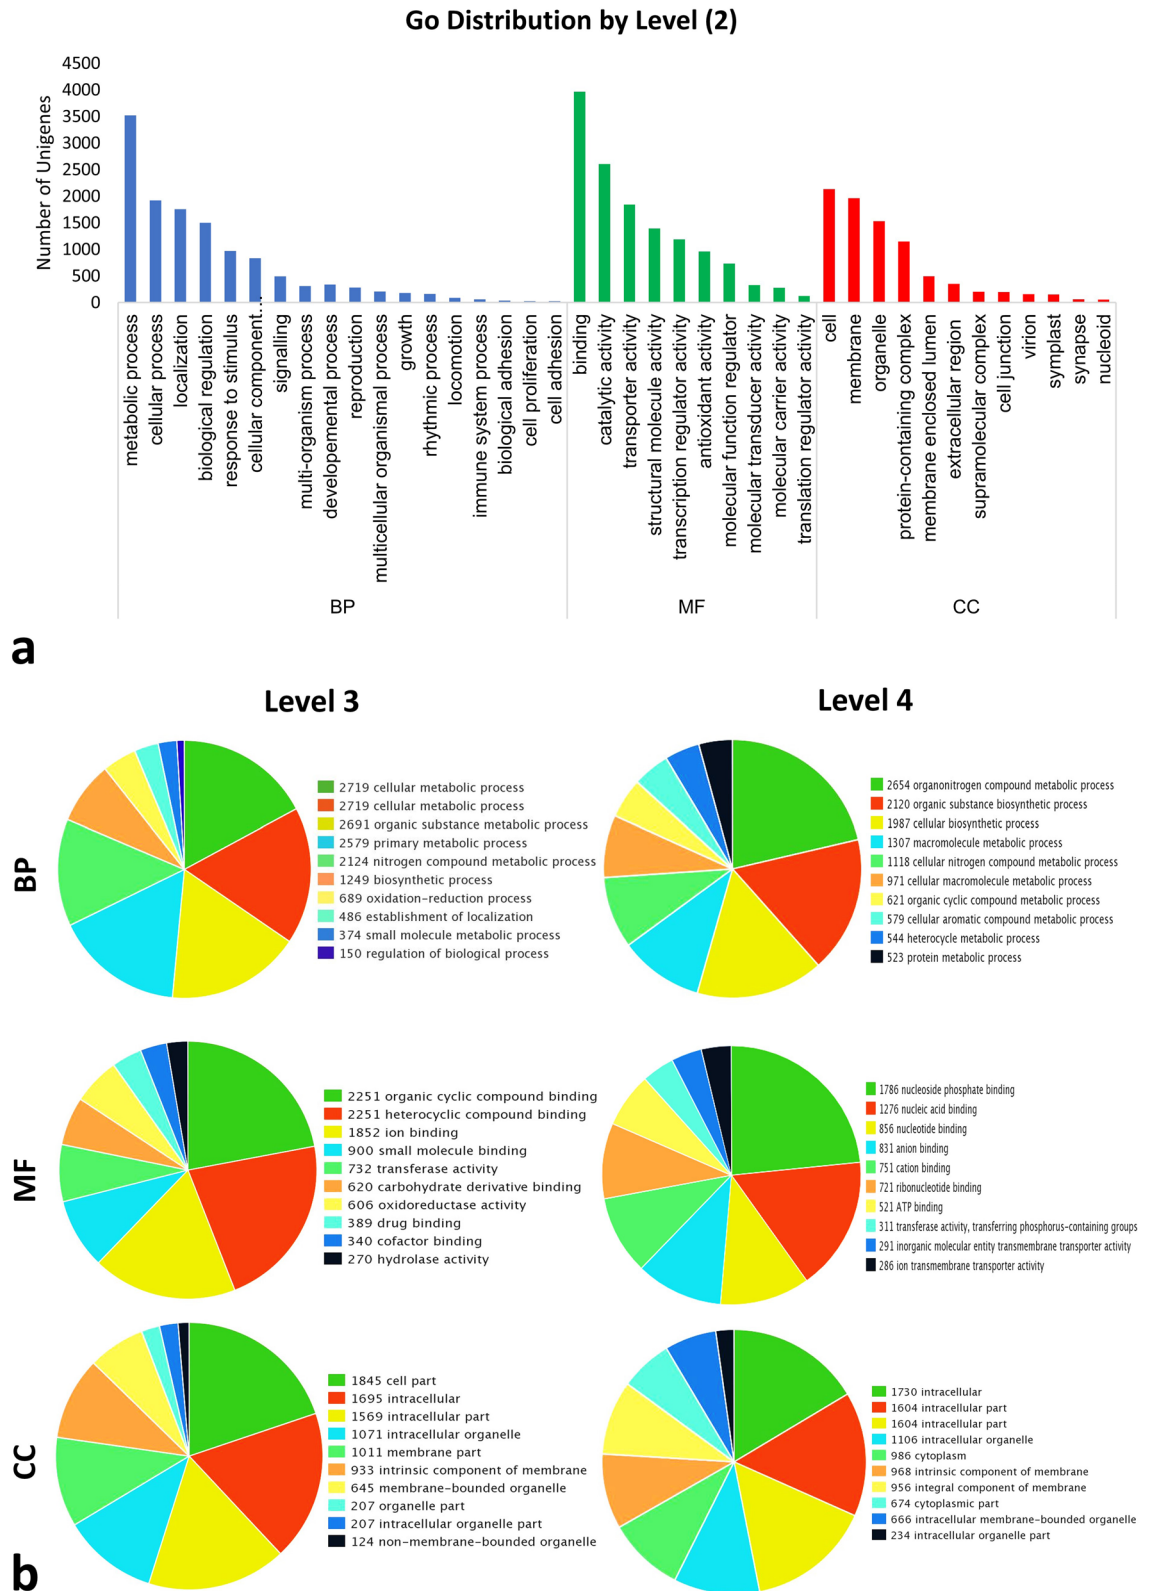 Go Distribution by Level (2)
Number of Unigenes
4500
4000
3500
3000
2500
2000
1500
1000
500
0
metabolic process
cellular process
localization
biological regulation
response to stimulus
cellular component...
signalling
multi-organism process
developemental process
reproduction
multicellular organismal process
growth
rhythmic process
locomotion
immune system process
biological adhesion
cell proliferation
cell adhesion
binding
catalytic activity
transporter activity
structural molecule activity
transcription regulator activity
antioxidant activity
molecular function regulator
molecular transducer activity
molecular carrier activity
translation regulator activity
cell
membrane
organelle
protein-containing complex
membrane enclosed lumen
extracellular region
supramolecular complex
cell junction
virion
symplast
synapse
nucleoid
BP
MF
CC
a
Level 3
Level 4
BP
2719 cellular metabolic process
2719 cellular metabolic process
2691 organic substance metabolic process
2579 primary metabolic process
2124 nitrogen compound metabolic process
1249 biosynthetic process
689 oxidation-reduction process
486 establishment of localization
374 small molecule metabolic process
150 regulation of biological process
2654 organonitrogen compound metabolic process
2120 organic substance biosynthetic process
1987 cellular biosynthetic process
1307 macromolecule metabolic process
1118 cellular nitrogen compound metabolic process
971 cellular macromolecule metabolic process
621 organic cyclic compound metabolic process
579 cellular aromatic compound metabolic process
544 heterocycle metabolic process
523 protein metabolic process
MF
2251 organic cyclic compound binding
2251 heterocyclic compound binding
1852 ion binding
900 small molecule binding
732 transferase activity
620 carbohydrate derivative binding
606 oxidoreductase activity
389 drug binding
340 cofactor binding
270 hydrolase activity
1786 nucleoside phosphate binding
1276 nucleic acid binding
856 nucleotide binding
831 anion binding
751 cation binding
721 ribonucleotide binding
521 ATP binding
311 transferase activity, transferring phosphorus-containing groups
291 inorganic molecular entity transmembrane transporter activity
286 ion transmembrane transporter activity
CC
1845 cell part
1695 intracellular
1569 intracellular part
1071 intracellular organelle
1011 membrane part
933 intrinsic component of membrane
645 membrane-bounded organelle
207 organelle part
207 intracellular organelle part
124 non-membrane-bounded organelle
1730 intracellular
1604 intracellular part
1604 intracellular part
1106 intracellular organelle
986 cytoplasm
968 intrinsic component of membrane
956 integral component of membrane
674 cytoplasmic part
666 intracellular membrane-bounded organelle
234 intracellular organelle part
b